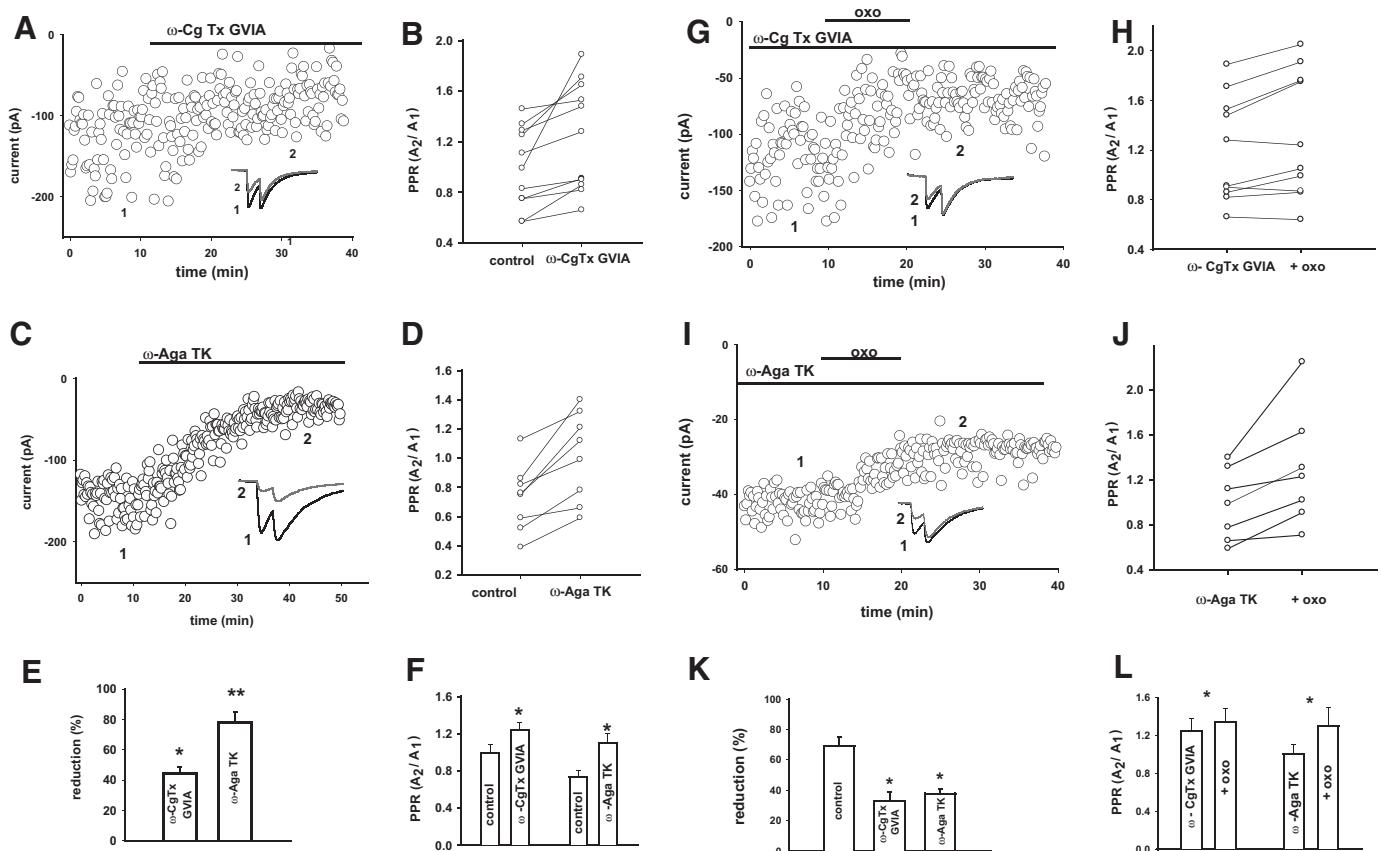 A
ω-Cg Tx GVIA
current (pA)
0
-100
-200
1
2
2
1
1
0
10
20
30
40
time (min)
B
PPR (A2/ A1)
2.0
1.6
1.2
0.8
0.4
control
ω-CgTx GVIA
G
oxo
ω-Cg Tx GVIA
current (pA)
0
-50
-100
-150
-200
1
2
2
1
0
10
20
30
40
time (min)
H
PPR (A2/ A1)
2.0
1.6
1.2
0.8
0.4
ω- CgTx GVIA
+ oxo
C
ω-Aga TK
current (pA)
0
-100
-200
1
2
2
1
0
10
20
30
40
50
time (min)
D
PPR (A2/ A1)
1.6
1.4
1.2
1.0
0.8
0.6
0.4
0.2
control
ω-Aga TK
I
oxo
ω-Aga TK
current (pA)
0
-20
-40
-60
1
2
2
1
0
10
20
30
40
time (min)
J
PPR (A2/ A1)
2.0
1.6
1.2
0.8
0.4
ω-Aga TK
+ oxo
E
reduction (%)
100
80
60
40
20
0
*
**
ω-CgTx
GVIA
ω-Aga TK
F
PPR (A2/ A1)
1.6
1.2
0.8
0.4
0.0
*
*
control
ω -CgTx GVIA
control
ω -Aga TK
K
reduction (%)
100
80
60
40
20
0
*
*
control
ω-CgTx
GVIA
ω-Aga TK
L
PPR (A2/ A1)
1.6
1.2
0.8
0.4
0.0
*
*
ω - CgTx GVIA
+ oxo
ω -Aga TK
+ oxo